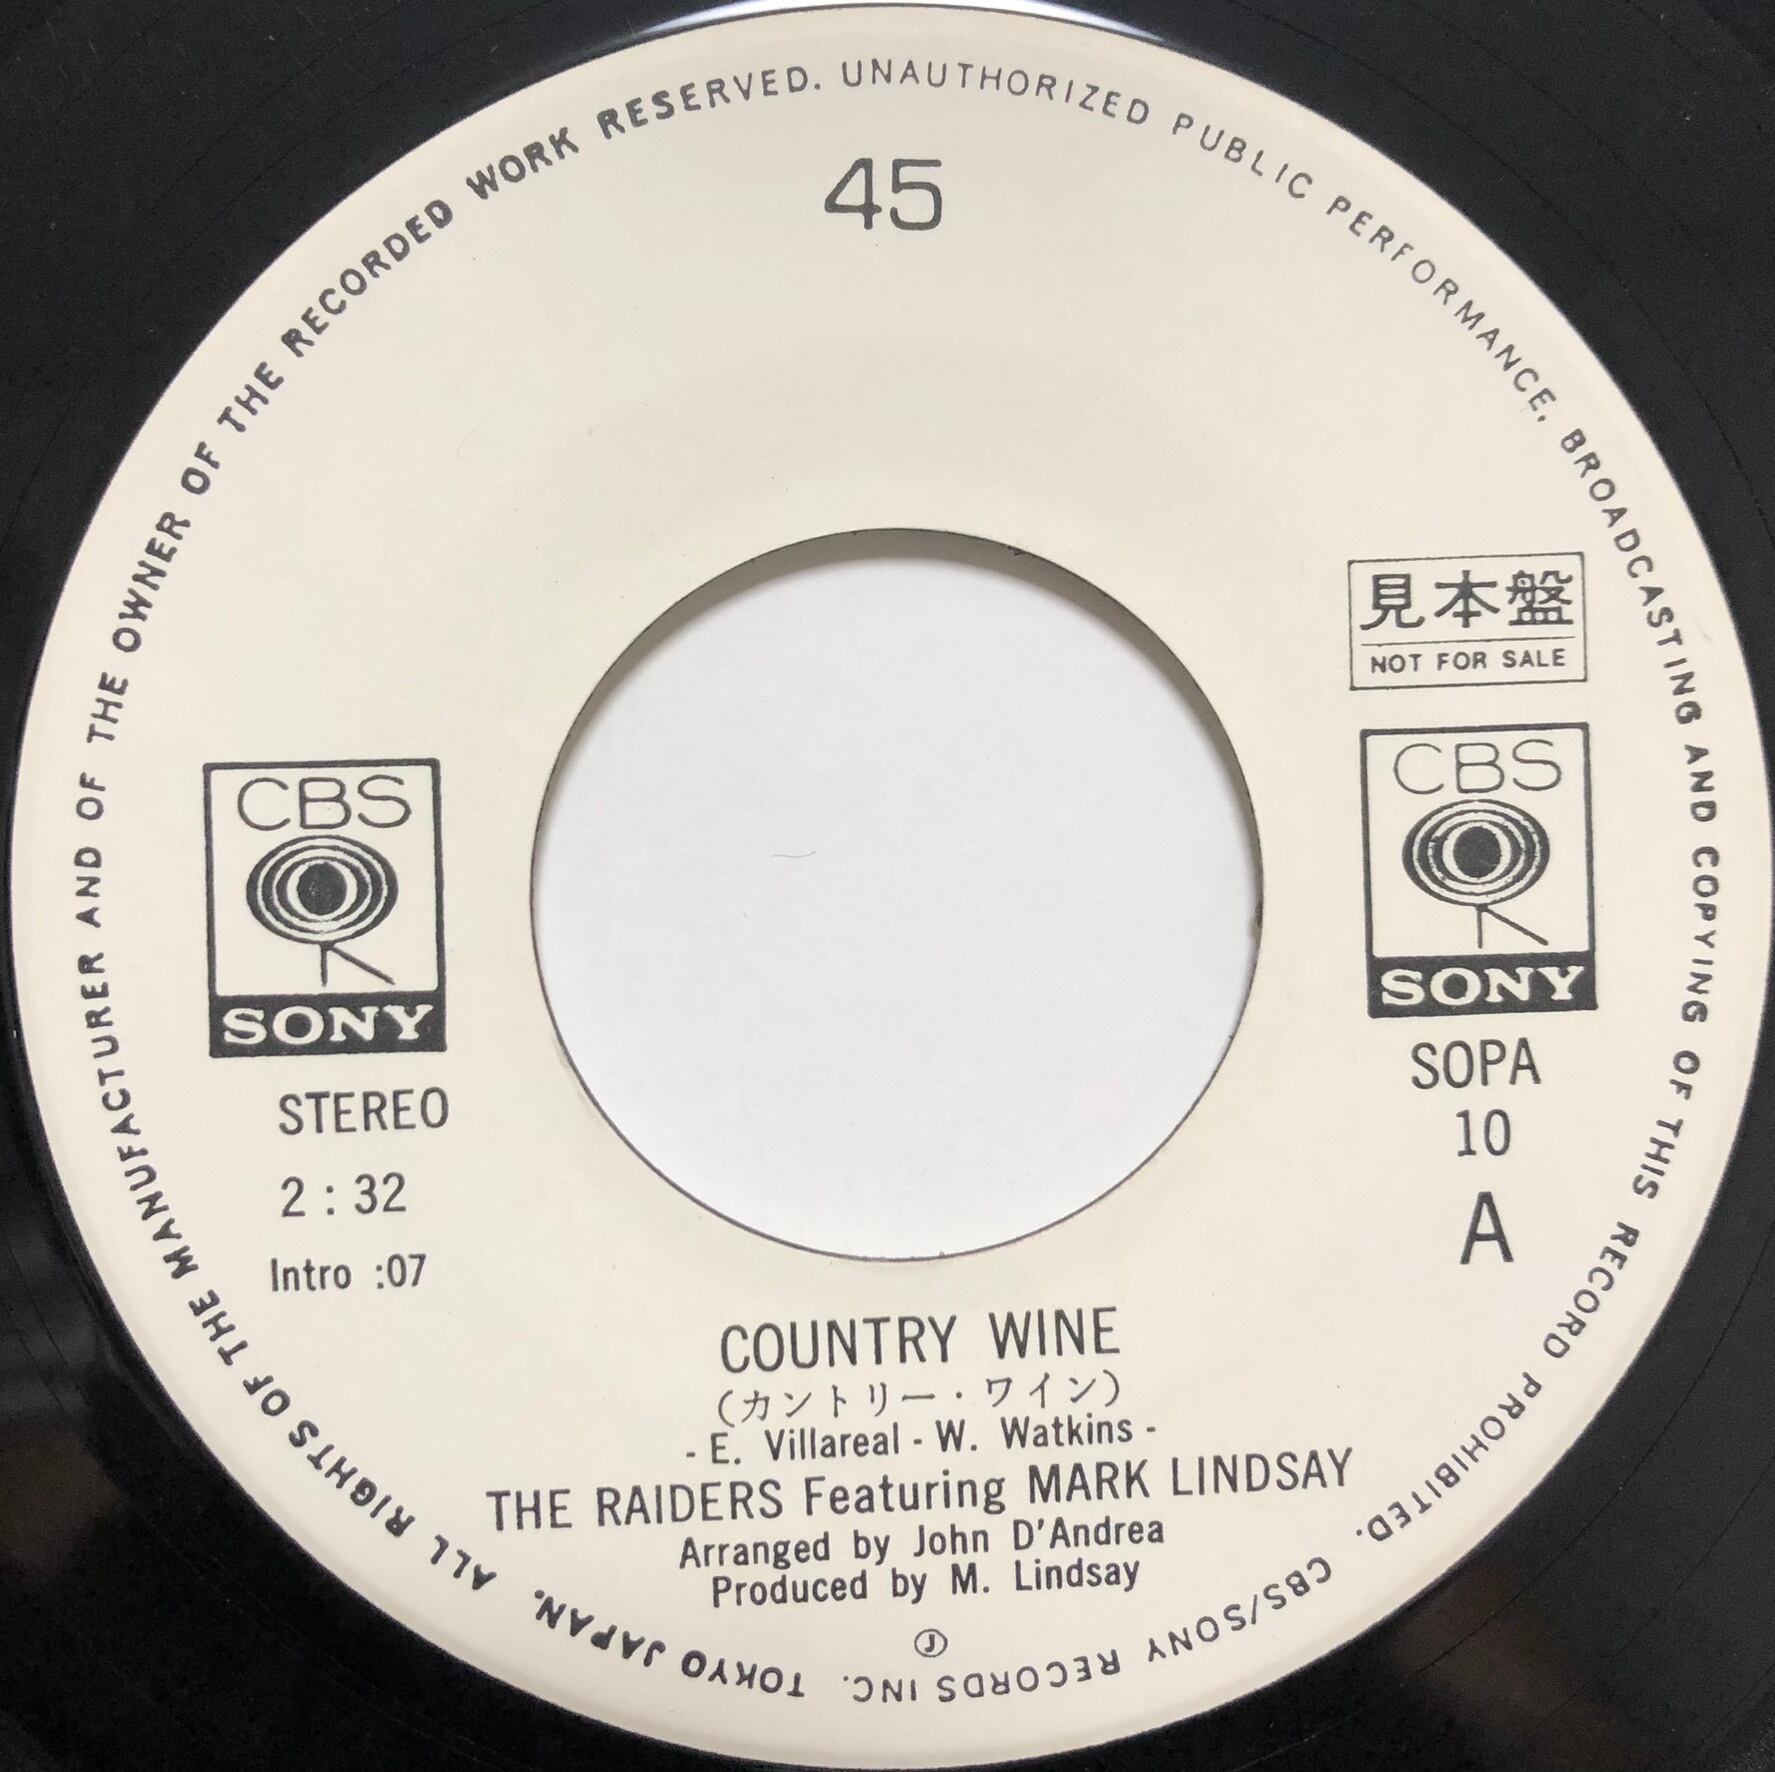 ALL RIGHTS OF THE MANUFACTURER AND OF THE OWNER OF THE RECORDED WORK RESERVED. UNAUTHORIZED PUBLIC PERFORMANCE, BROADCASTING AND COPYING OF THIS RECORD PROHIBITED.
CBS/SONY RECORDS INC. TOKYO JAPAN.
45
見本盤
NOT FOR SALE
CBS
SONY
STEREO
2:32
Intro :07
CBS
SONY
SOPA
10
A
COUNTRY WINE
(カントリー・ワイン)
- E. Villareal - W. Watkins -
THE RAIDERS Featuring MARK LINDSAY
Arranged by John D'Andrea
Produced by M. Lindsay
Ⓙ